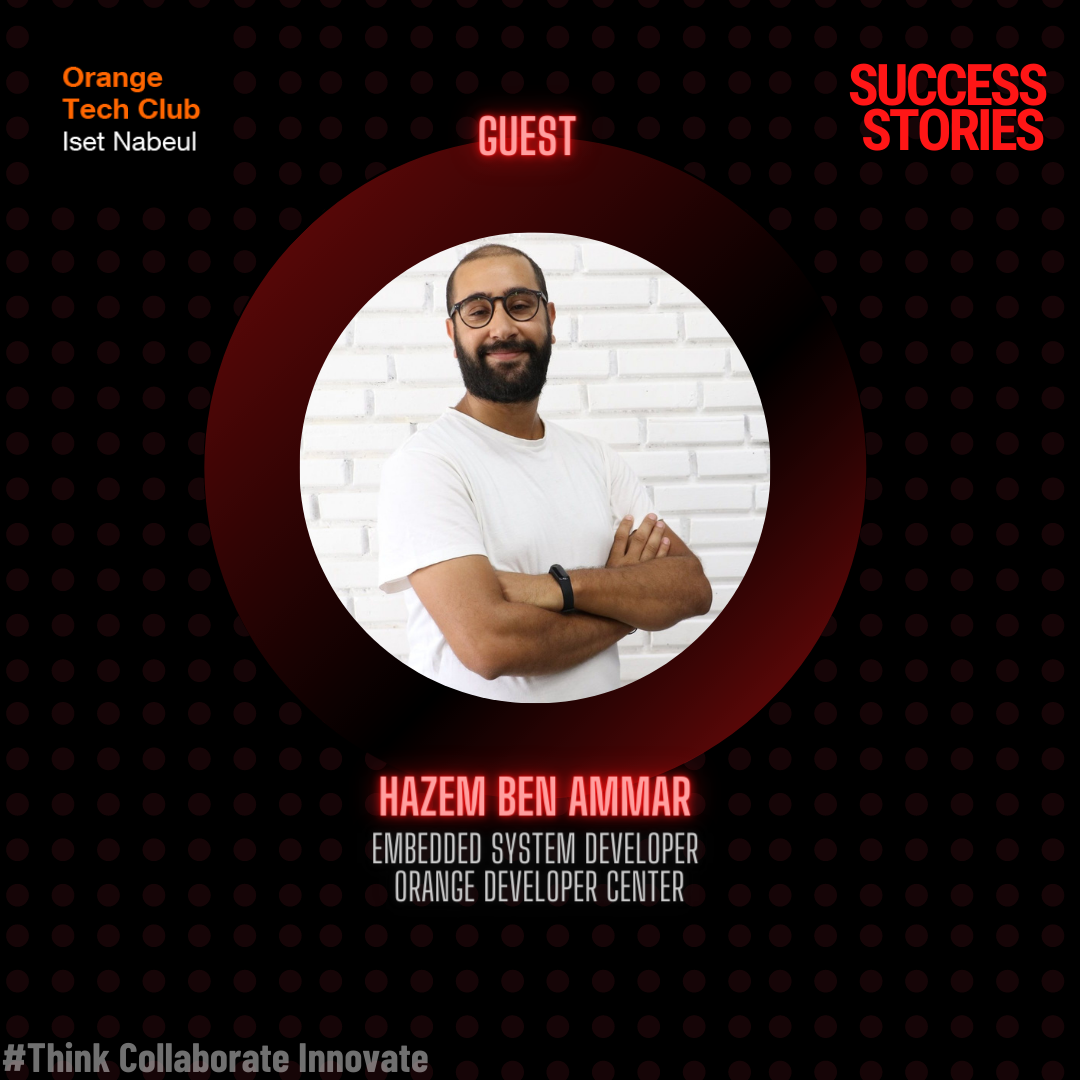 Orange
Tech Club
Iset Nabeul
SUCCESS
STORIES
GUEST
HAZEM BEN AMMAR
EMBEDDED SYSTEM DEVELOPER
ORANGE DEVELOPER CENTER
#Think Collaborate Innovate